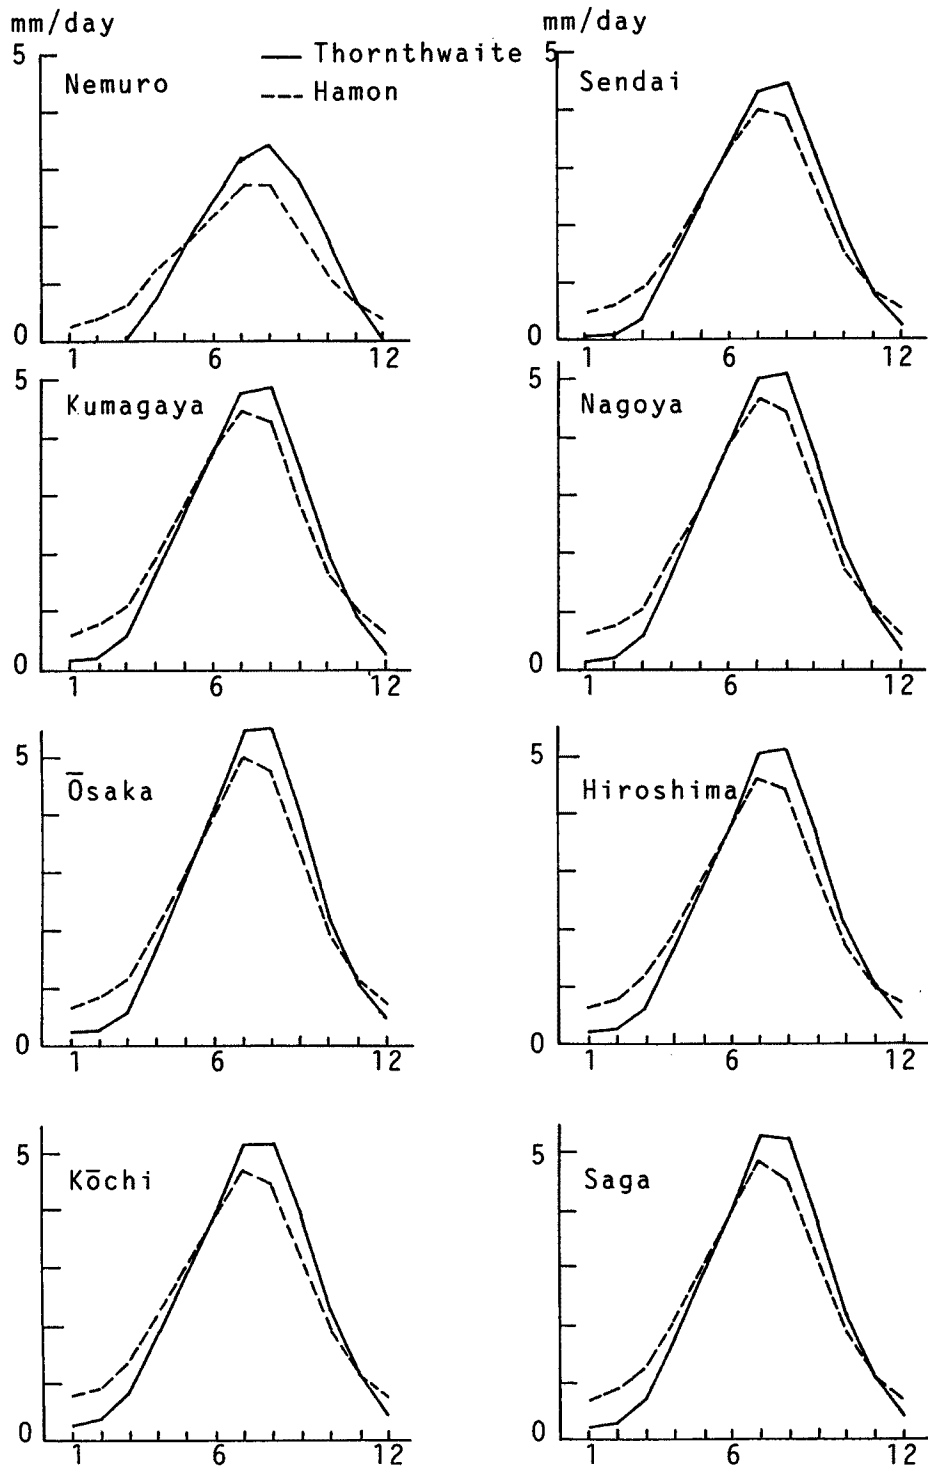 mm/day mm/day
5 Nemuro Thornthwaite 5 Sendai
Hamon
0 0
1 6 12 1 6 12
5 Kumagaya 5 Nagoya
0 0
1 6 12 1 6 12
5 Ōsaka 5 Hiroshima
0 0
1 6 12 1 6 12
5 Kōchi 5 Saga
0 0
1 6 12 1 6 12